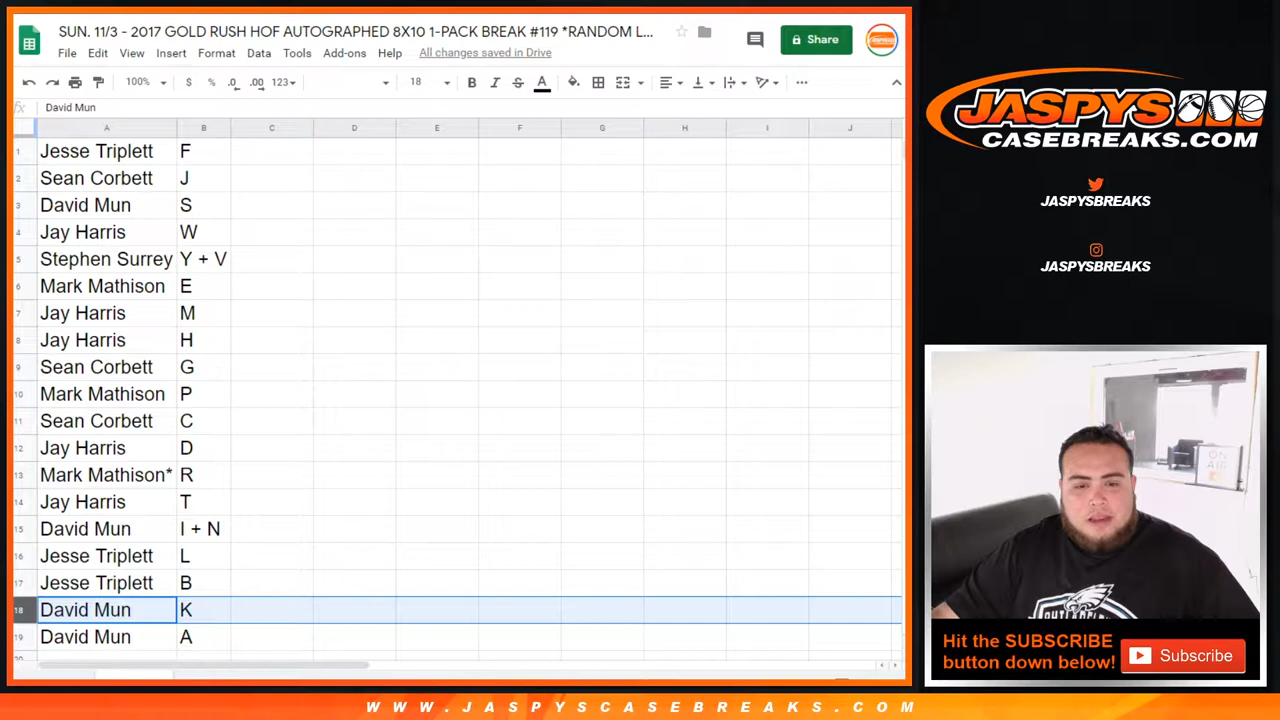 SUN. 11/3 - 2017 GOLD RUSH HOF AUTOGRAPHED 8X10 1-PACK BREAK #119 *RANDOM L...
File Edit View Insert Format Data Tools Add-ons Help All changes saved in Drive
Share
100% $ % .0 .00 123 18 B I S A
fx David Mun
A B C D E F G H I J
1 Jesse Triplett F
2 Sean Corbett J
3 David Mun S
4 Jay Harris W
5 Stephen Surrey Y + V
6 Mark Mathison E
7 Jay Harris M
8 Jay Harris H
9 Sean Corbett G
10 Mark Mathison P
11 Sean Corbett C
12 Jay Harris D
13 Mark Mathison* R
14 Jay Harris T
15 David Mun I + N
16 Jesse Triplett L
17 Jesse Triplett B
18 David Mun K
19 David Mun A
JASPYS
CASEBREAKS.COM
JASPYSBREAKS
JASPYSBREAKS
ON
AIR
PHILADELPHIA
Hit the SUBSCRIBE
button down below!
Subscribe
WWW.JASPYSCASEBREAKS.COM